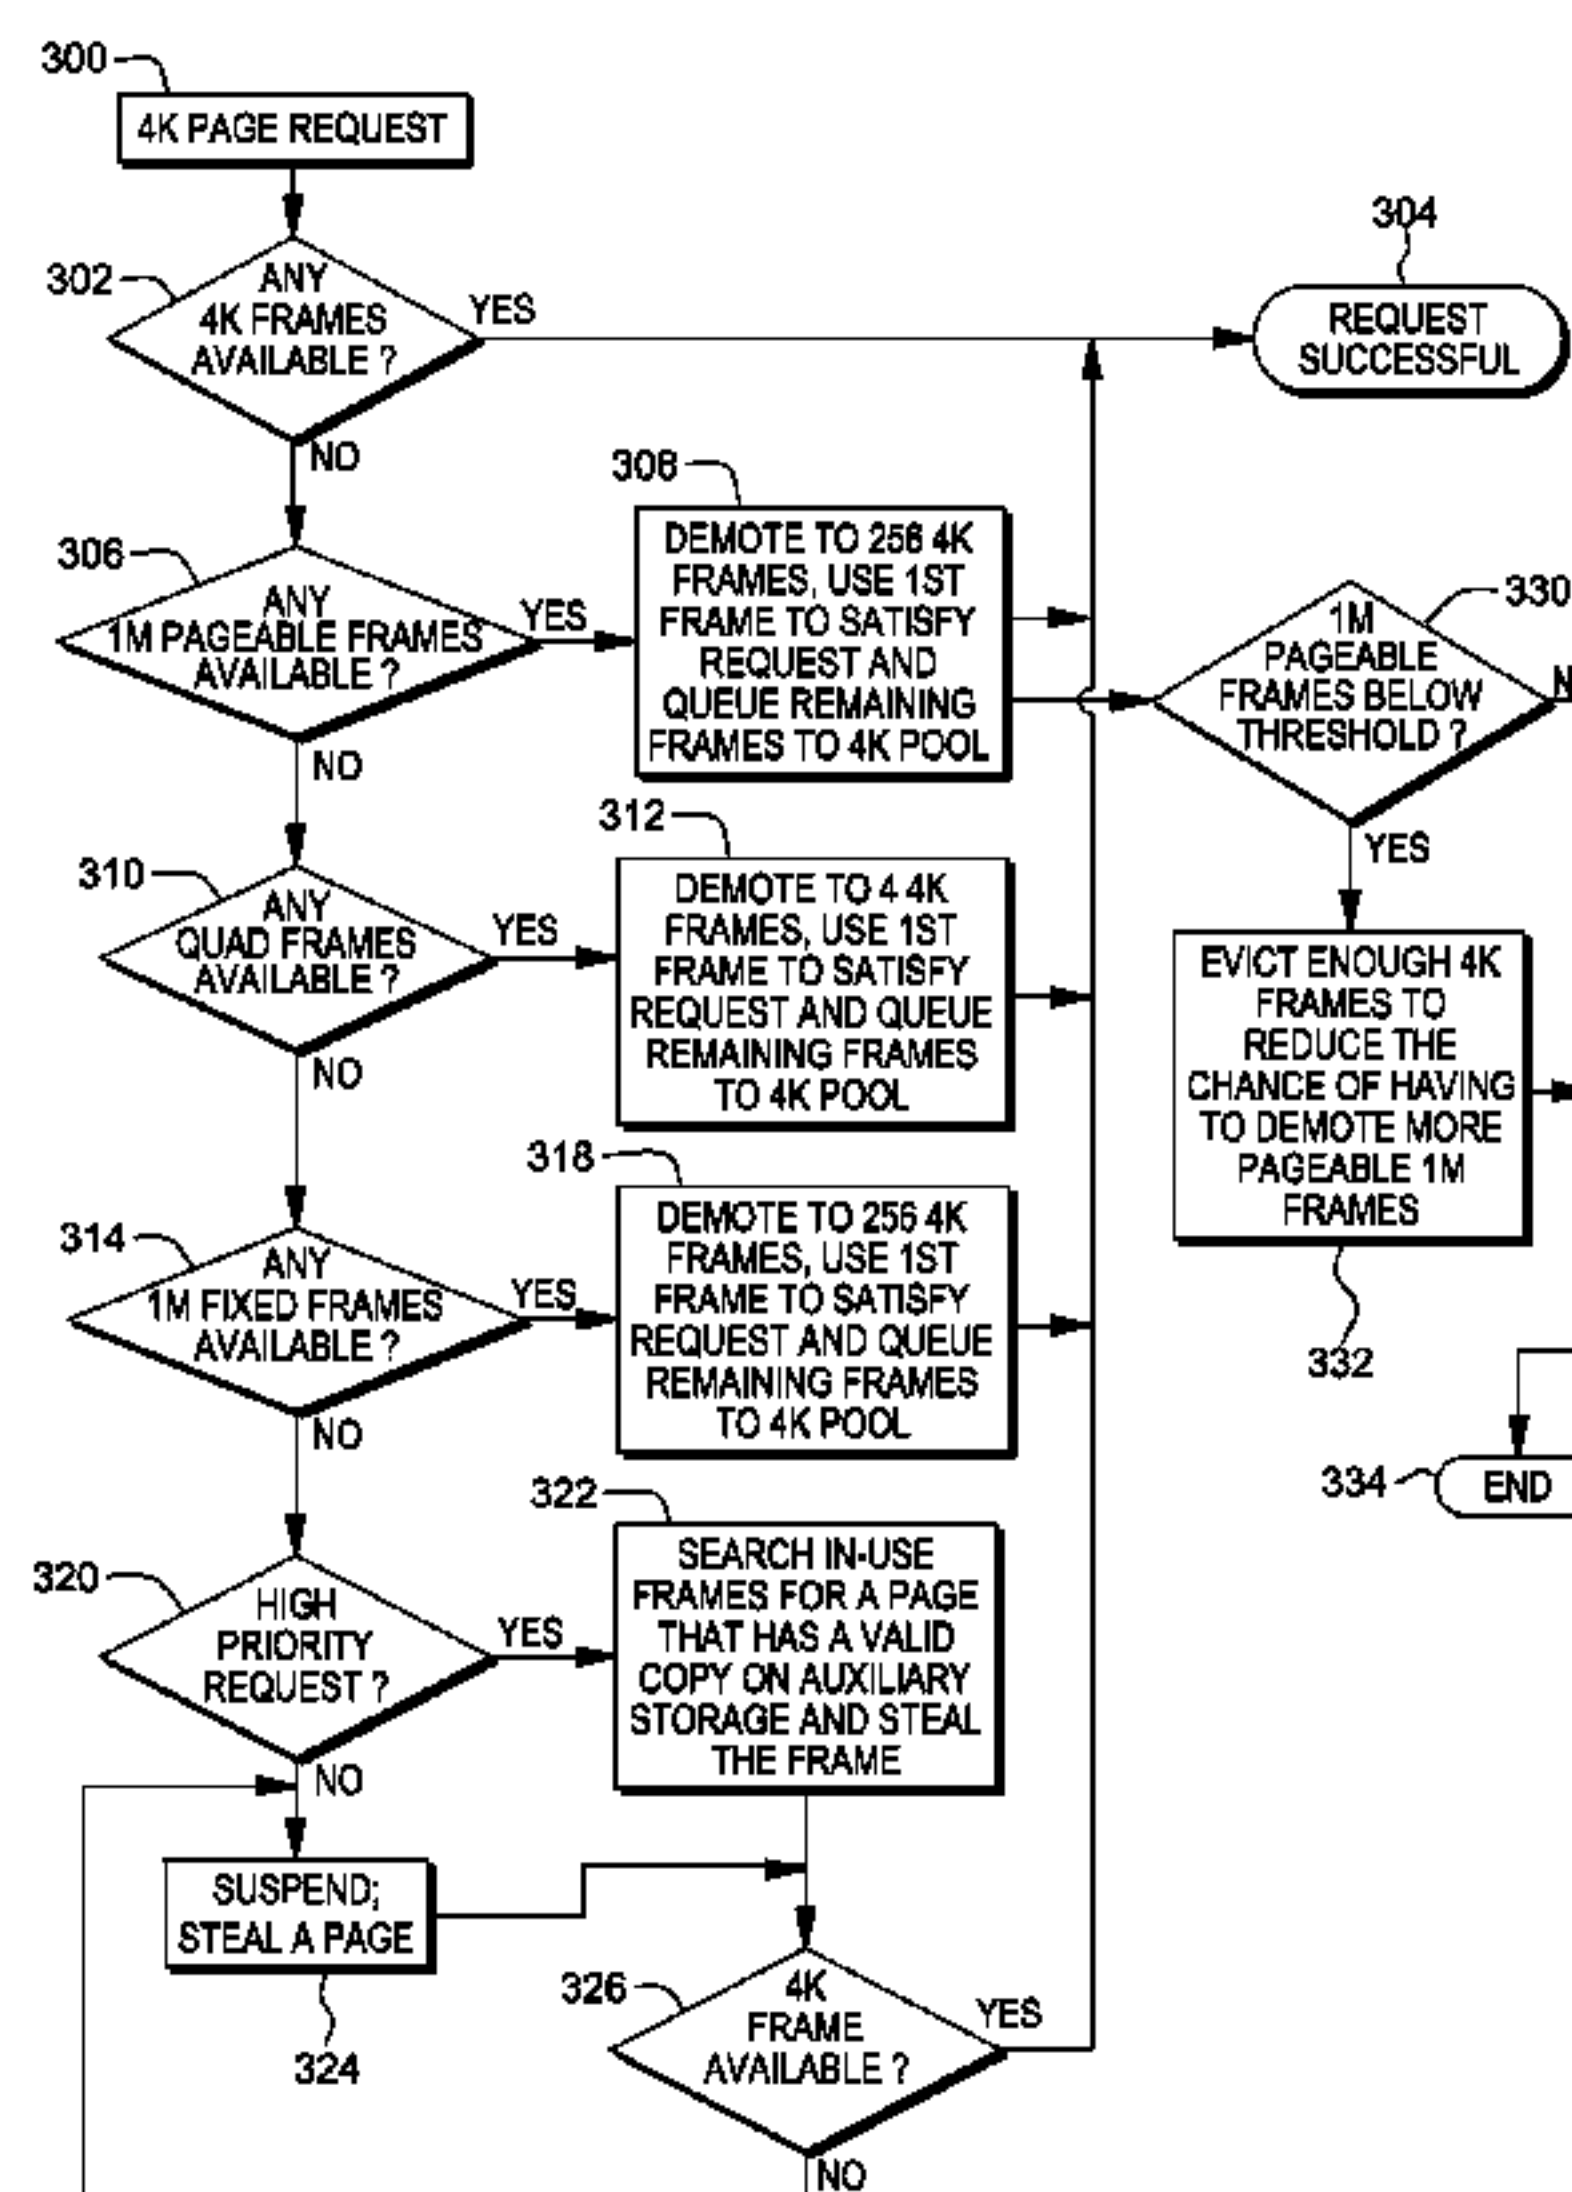 300
4K PAGE REQUEST
302
ANY
4K FRAMES
AVAILABLE ?
YES
NO
304
REQUEST
SUCCESSFUL
306
ANY
1M PAGEABLE FRAMES
AVAILABLE ?
YES
NO
308
DEMOTE TO 256 4K
FRAMES, USE 1ST
FRAME TO SATISFY
REQUEST AND
QUEUE REMAINING
FRAMES TO 4K POOL
330
1M
PAGEABLE
FRAMES BELOW
THRESHOLD ?
N
YES
310
ANY
QUAD FRAMES
AVAILABLE ?
YES
NO
312
DEMOTE TO 4 4K
FRAMES, USE 1ST
FRAME TO SATISFY
REQUEST AND QUEUE
REMAINING FRAMES
TO 4K POOL
EVICT ENOUGH 4K
FRAMES TO
REDUCE THE
CHANCE OF HAVING
TO DEMOTE MORE
PAGEABLE 1M
FRAMES
332
314
ANY
1M FIXED FRAMES
AVAILABLE ?
YES
NO
318
DEMOTE TO 256 4K
FRAMES, USE 1ST
FRAME TO SATISFY
REQUEST AND QUEUE
REMAINING FRAMES
TO 4K POOL
334
END
320
HIGH
PRIORITY
REQUEST ?
YES
NO
322
SEARCH IN-USE
FRAMES FOR A PAGE
THAT HAS A VALID
COPY ON AUXILIARY
STORAGE AND STEAL
THE FRAME
SUSPEND;
STEAL A PAGE
324
326
4K
FRAME
AVAILABLE ?
YES
NO